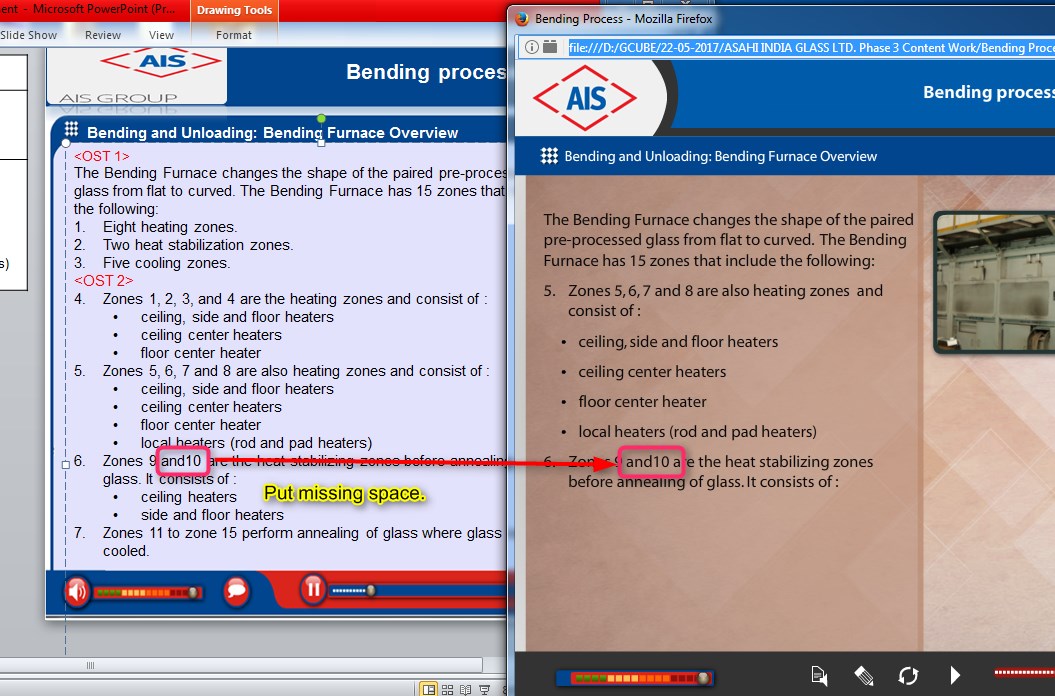 ent - Microsoft PowerPoint (Pr...
Drawing Tools
Slide Show Review View Format
s)
AIS
AIS GROUP
Bending proces
Bending and Unloading: Bending Furnace Overview
<OST 1>
The Bending Furnace changes the shape of the paired pre-proces
glass from flat to curved. The Bending Furnace has 15 zones that
the following:
1. Eight heating zones.
2. Two heat stabilization zones.
3. Five cooling zones.
<OST 2>
4. Zones 1, 2, 3, and 4 are the heating zones and consist of :
• ceiling, side and floor heaters
• ceiling center heaters
• floor center heater
5. Zones 5, 6, 7 and 8 are also heating zones and consist of :
• ceiling, side and floor heaters
• ceiling center heaters
• floor center heater
• local heaters (rod and pad heaters)
6. Zones 9 and10 are the heat stabilizing zones before annealin
glass. It consists of :
• ceiling heaters
• side and floor heaters
Put missing space.
7. Zones 11 to zone 15 perform annealing of glass where glass
cooled.
Bending Process - Mozilla Firefox
file:///D:/GCUBE/22-05-2017/ASAHI INDIA GLASS LTD. Phase 3 Content Work/Bending Proce
AIS
Bending process
Bending and Unloading: Bending Furnace Overview
The Bending Furnace changes the shape of the paired
pre-processed glass from flat to curved. The Bending
Furnace has 15 zones that include the following:
5. Zones 5, 6, 7 and 8 are also heating zones and
consist of :
• ceiling, side and floor heaters
• ceiling center heaters
• floor center heater
• local heaters (rod and pad heaters)
6. Zones 9 and10 are the heat stabilizing zones
before annealing of glass. It consists of :